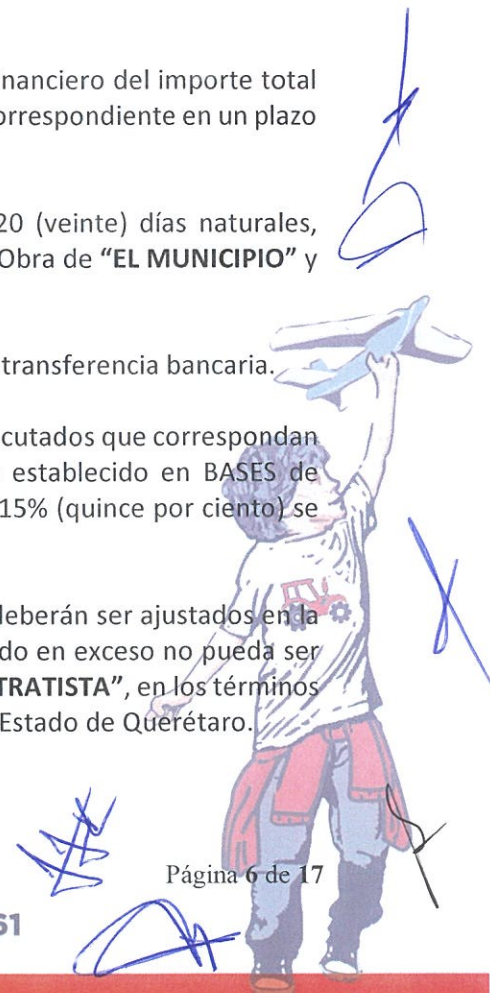 nanciero del importe total
orrespondiente en un plazo
20 (veinte) días naturales,
Obra de “EL MUNICIPIO” y
transferencia bancaria.
cutados que correspondan
establecido en BASES de
15% (quince por ciento) se
deberán ser ajustados en la
do en exceso no pueda ser
TRATISTA”, en los términos
Estado de Querétaro.
Página 6 de 17
61